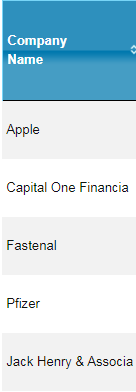 Company
Name
Apple
Capital One Financia
Fastenal
Pfizer
Jack Henry & Associa